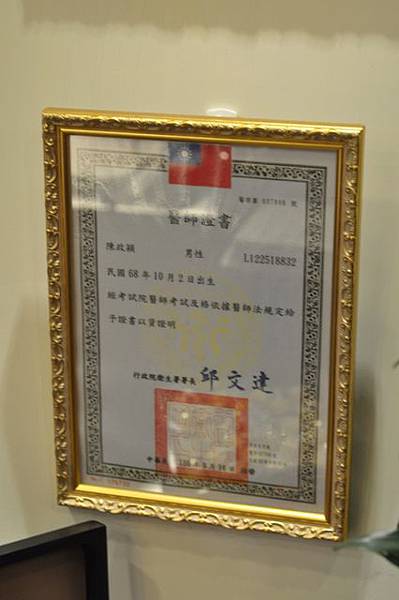 醫師證書
陳政穎 男性 L122518832
民國68年10月2日出生
經考試院醫師考試及格依據醫師法規定給
予證書以資證明
行政院衛生署署長 邱文達